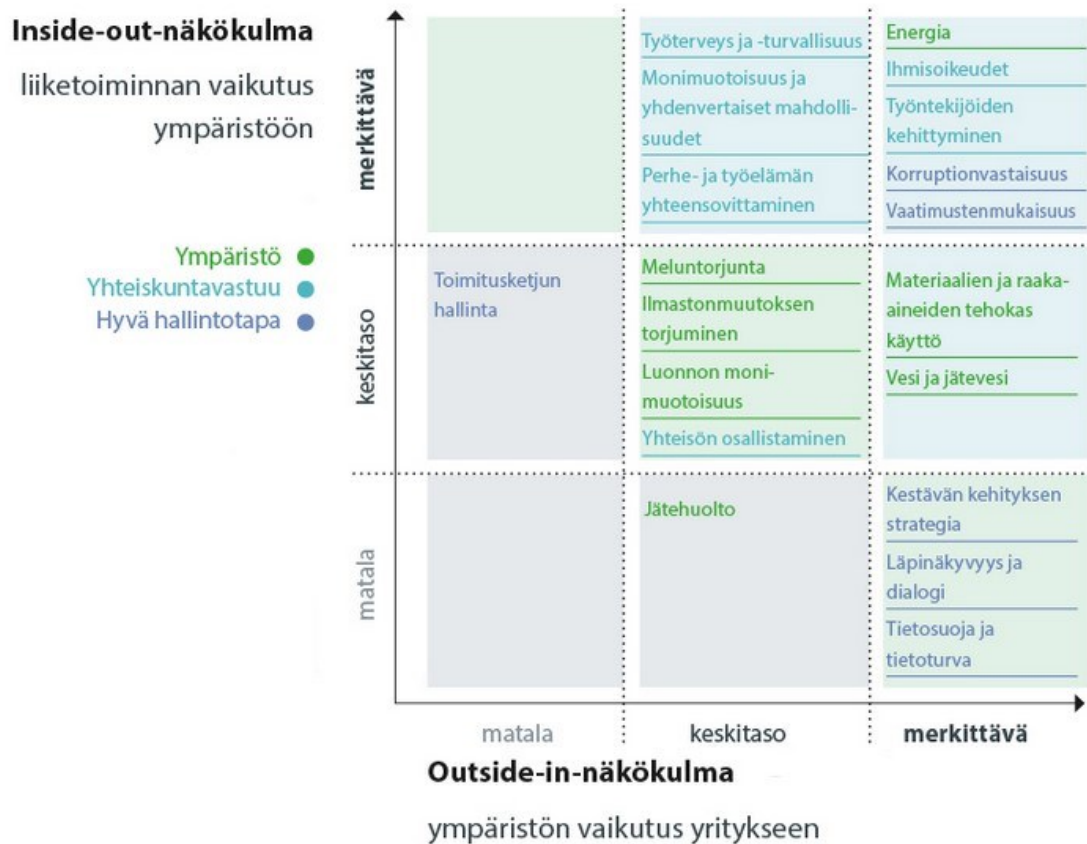 Inside-out-näkökulma
liiketoiminnan vaikutus
ympäristöön
Ympäristö
Yhteiskuntavastuu
Hyvä hallintotapa
merkittävä
Työterveys ja -turvallisuus
Monimuotoisuus ja
yhdenvertaiset mahdolli-
suudet
Perhe- ja työelämän
yhteensovittaminen
Energia
Ihmisoikeudet
Työntekijöiden
kehittyminen
Korruptionvastaisuus
Vaatimustenmukaisuus
keskitaso
Toimitusketjun
hallinta
Meluntorjunta
Ilmastonmuutoksen
torjuminen
Luonnon moni-
muotoisuus
Yhteisön osallistaminen
Materiaalien ja raaka-
aineiden tehokas
käyttö
Vesi ja jätevesi
matala
Jätehuolto
Kestävän kehityksen
strategia
Läpinäkyvyys ja
dialogi
Tietosuoja ja
tietoturva
matala
keskitaso
merkittävä
Outside-in-näkökulma
ympäristön vaikutus yritykseen